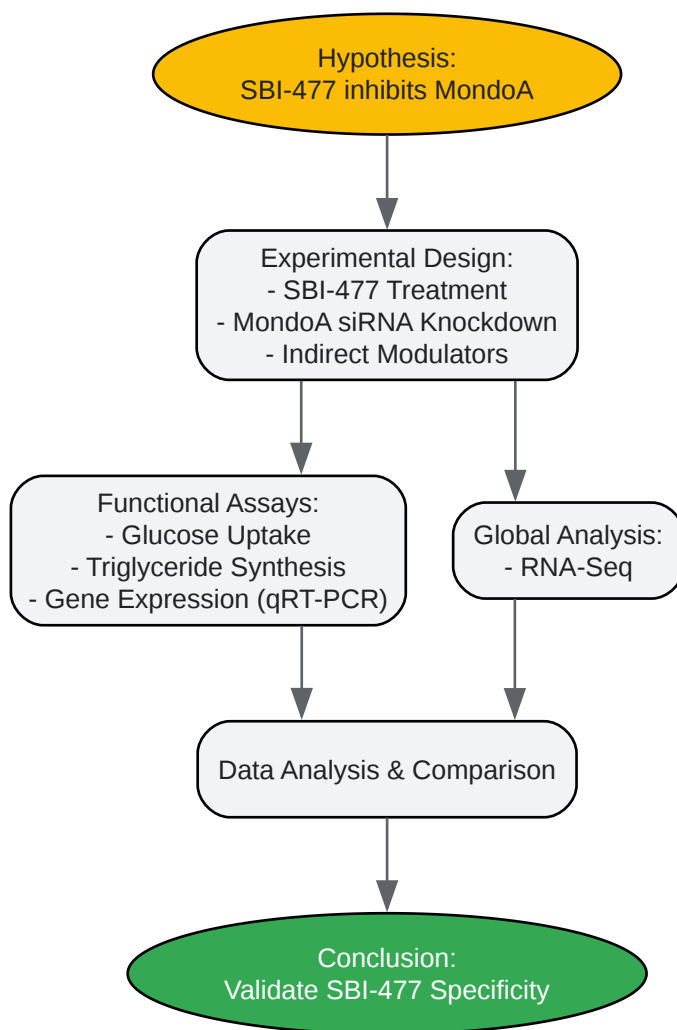 Hypothesis:
SBI-477 inhibits MondoA
Experimental Design:
- SBI-477 Treatment
- MondoA siRNA Knockdown
- Indirect Modulators
Functional Assays:
- Glucose Uptake
- Triglyceride Synthesis
- Gene Expression (qRT-PCR)
Global Analysis:
- RNA-Seq
Data Analysis & Comparison
Conclusion:
Validate SBI-477 Specificity